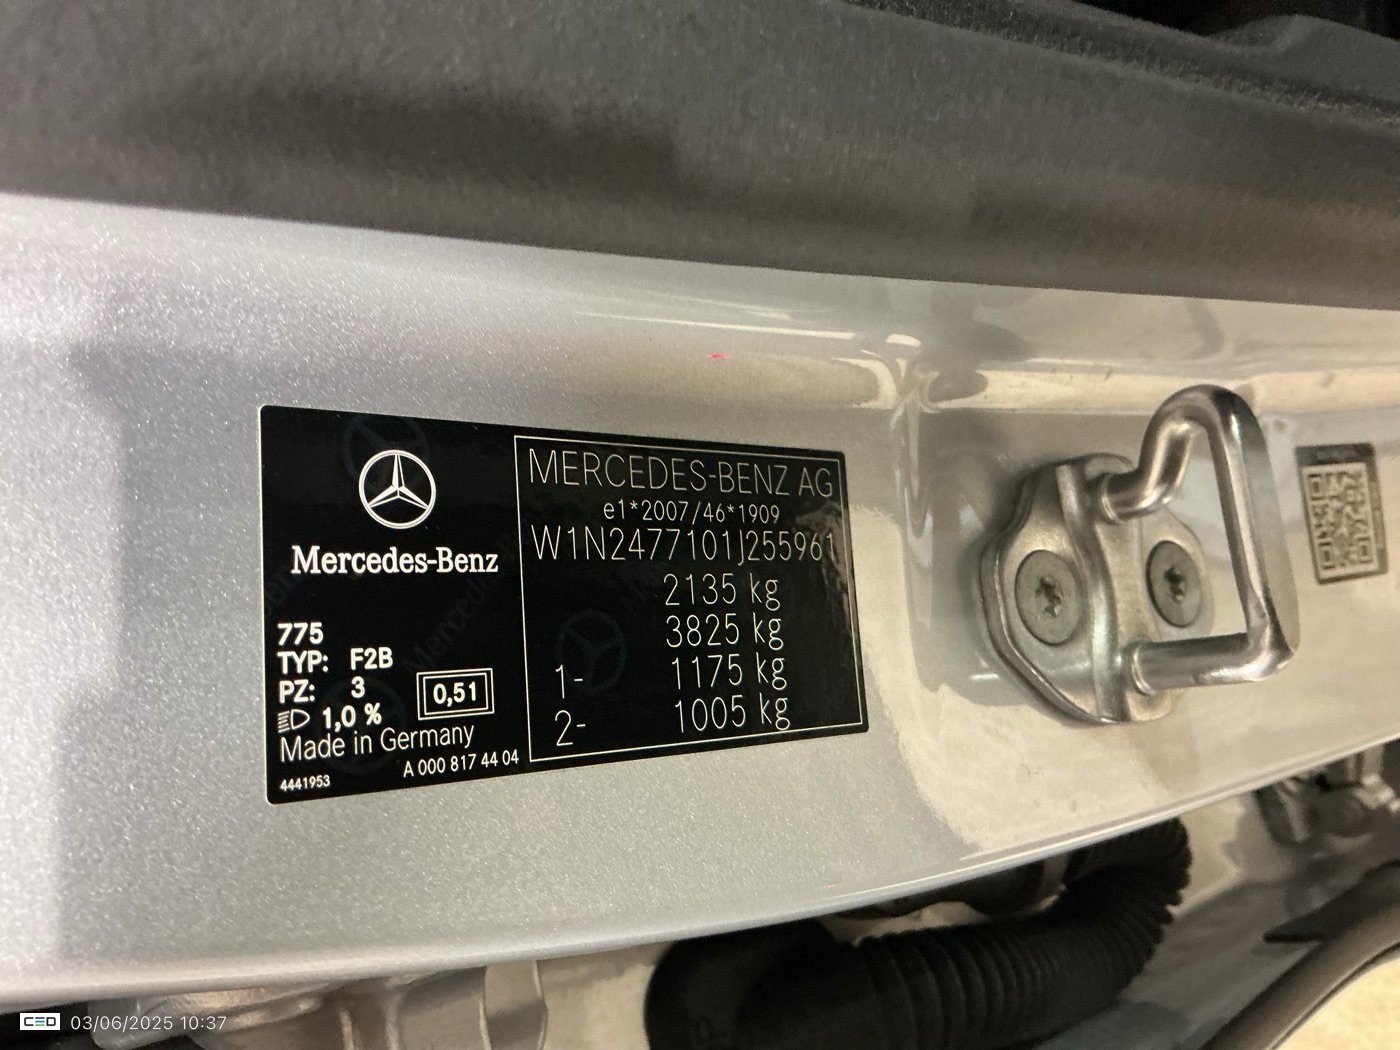 Mercedes-Benz
775
TYP: F2B
PZ: 3
1,0 %
0,51
Made in Germany
4441953
A 000 817 44 04
MERCEDES-BENZ AG
e1*2007/46*1909
W1N2477101J255961
2135 kg
3825 kg
1- 1175 kg
2- 1005 kg
CED 03/06/2025 10:37